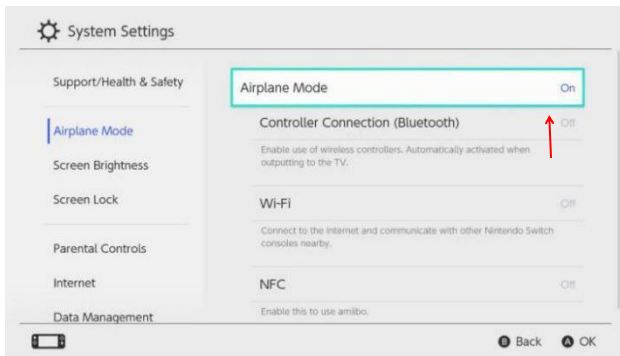 System Settings
Support/Health & Safety
Airplane Mode
Screen Brightness
Screen Lock
Parental Controls
Internet
Data Management
Airplane Mode On
Controller Connection (Bluetooth) Off
Enable use of wireless controllers. Automatically activated when
outputting to the TV.
Wi-Fi Off
Connect to the Internet and communicate with other Nintendo Switch
consoles nearby.
NFC Off
Enable this to use amiibo.
B Back A OK